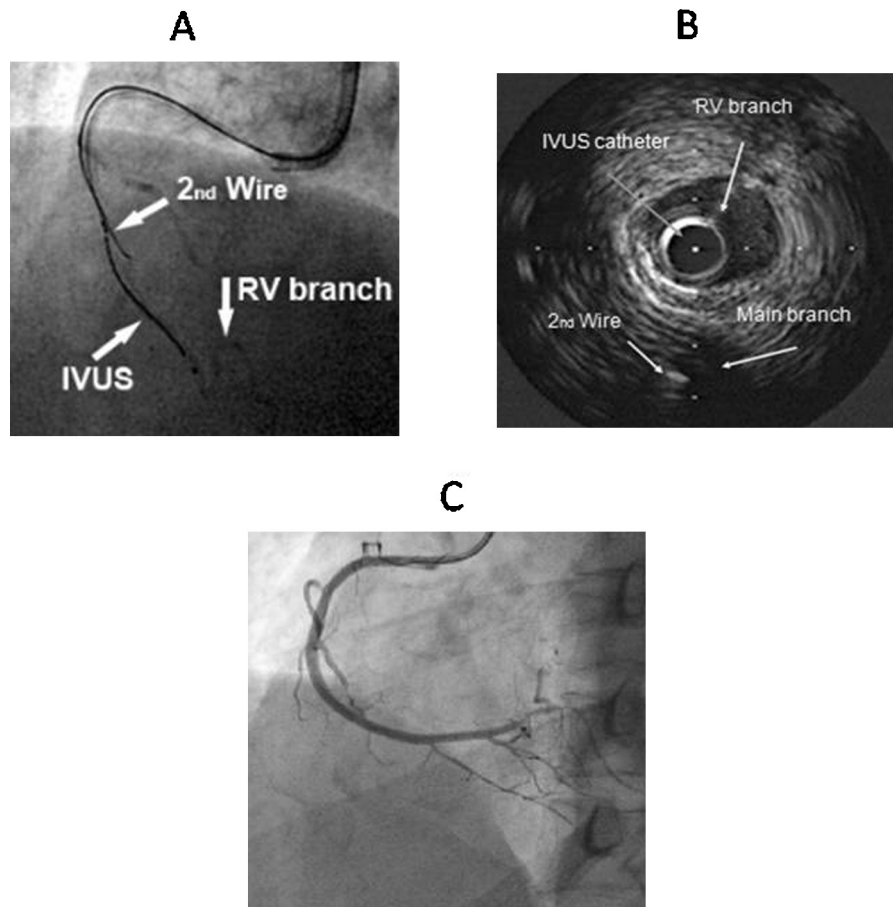 A
B
2nd Wire
RV branch
IVUS
RV branch
IVUS catheter
2nd Wire
Main branch
C